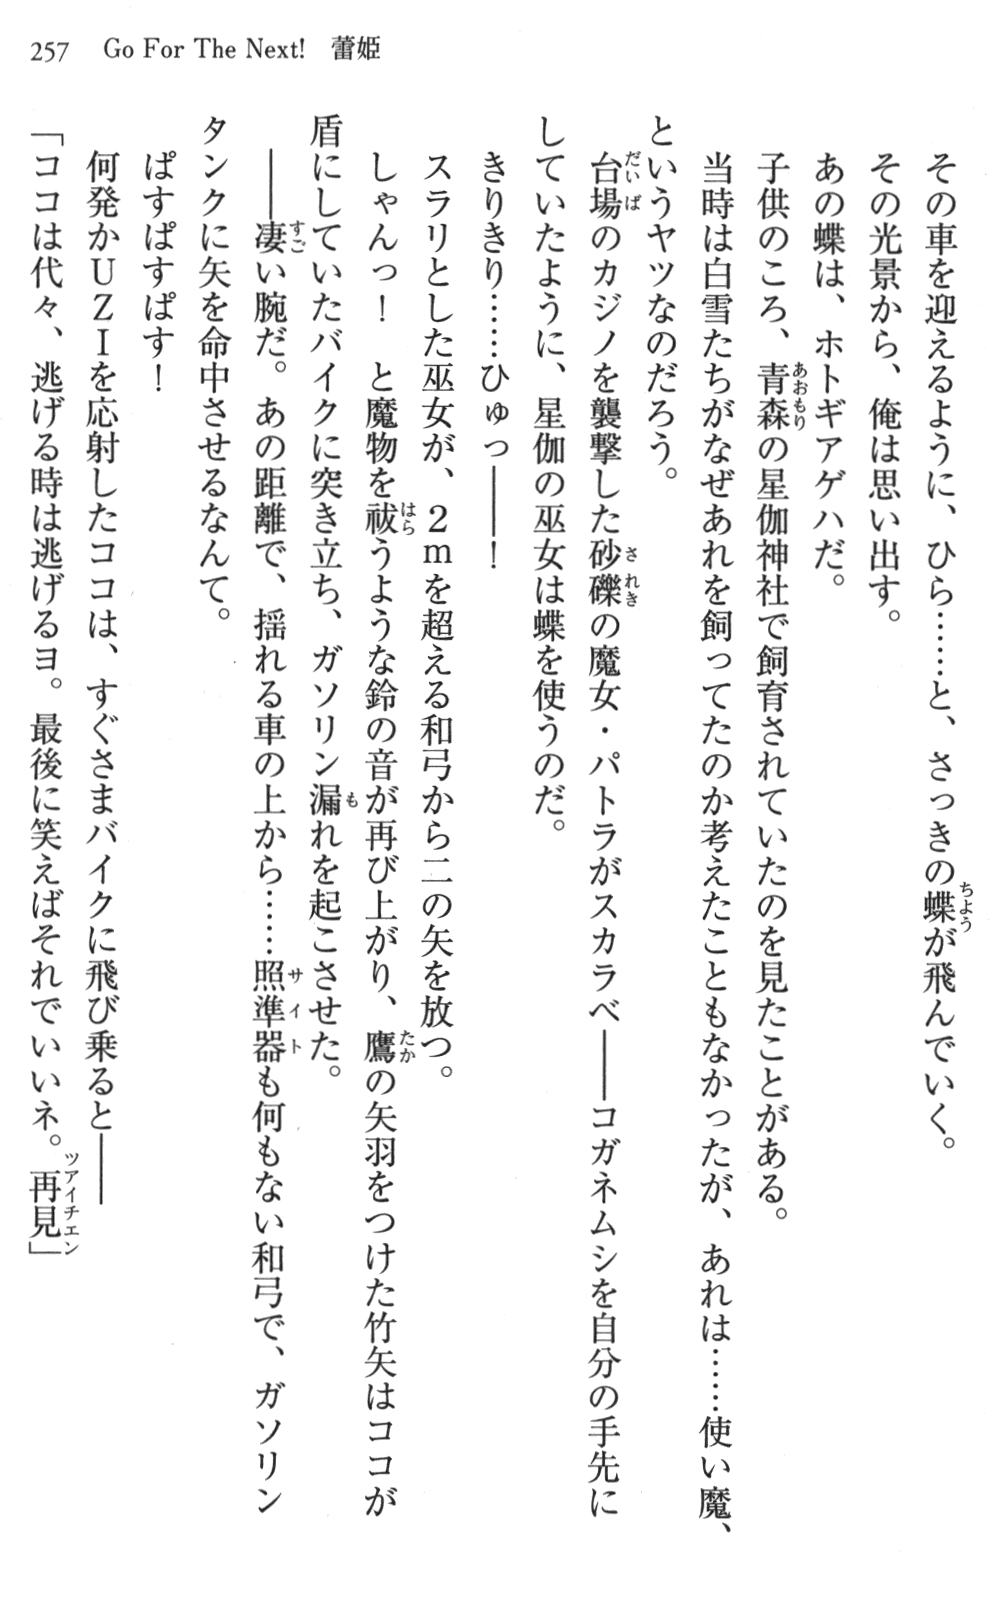 257　Go For The Next!　蕾姫
その車を迎えるように、ひら……と、さっきの蝶が飛んでいく。
その光景から、俺は思い出す。
あの蝶は、ホトギアゲハだ。
子供のころ、青森の星伽神社で飼育されていたのを見たことがある。
当時は白雪たちがなぜあれを飼ってたのか考えたこともなかったが、あれは……使い魔、
というヤツなのだろう。
台場のカジノを襲撃した砂礫の魔女・パトラがスカラベ――コガネムシを自分の手先に
していたように、星伽の巫女は蝶を使うのだ。
きりきり……ひゅっ――！
スラリとした巫女が、２ｍを超える和弓から二の矢を放つ。
しゃんっ！　と魔物を祓うような鈴の音が再び上がり、鷹の矢羽をつけた竹矢はココが
盾にしていたバイクに突き立ち、ガソリン漏れを起こさせた。
――凄い腕だ。あの距離で、揺れる車の上から……照準器も何もない和弓で、ガソリン
タンクに矢を命中させるなんて。
ぱすぱすぱす！
何発かＵＺＩを応射したココは、すぐさまバイクに飛び乗ると――
「ココは代々、逃げる時は逃げるヨ。最後に笑えばそれでいいネ。再見」